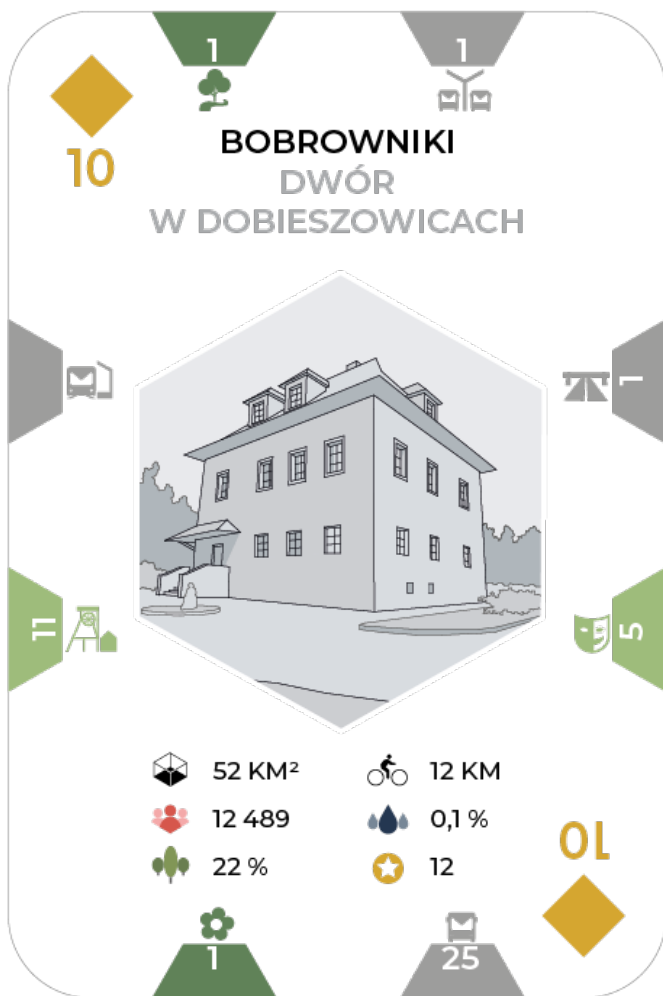 1
1
10
BOBROWNIKI
DWÓR
W DOBIESZOWICACH
1
11
5
52 KM²
12 KM
12 489
0,1 %
22 %
12
10
1
25